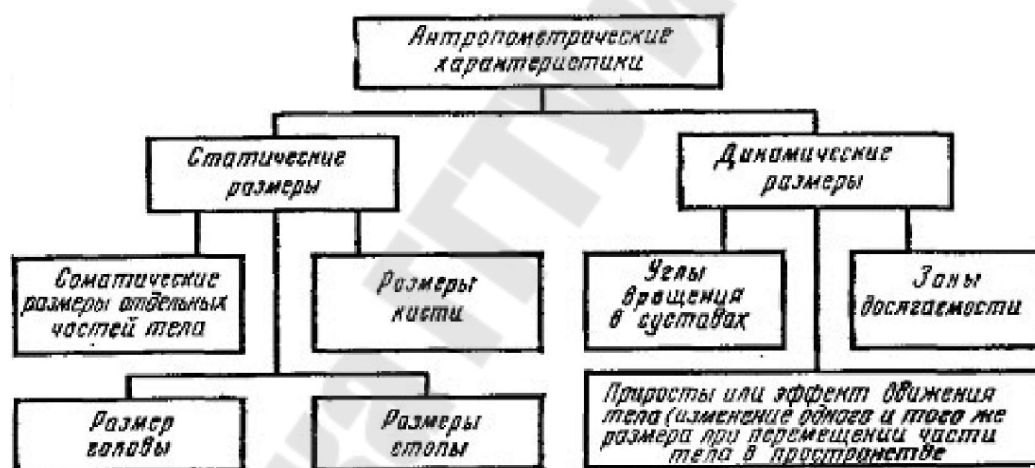 Антропометрические
характеристики
Статические
размеры
Динамические
размеры
Соматические
размеры отдельных
частей тела
Размеры
кисти
Углы
вращения
в суставах
Зоны
досягаемости
Размер
головы
Размеры
стопы
Приросты или эффект движения
тела (изменение одного и того же
размера при перемещении части
тела в пространстве